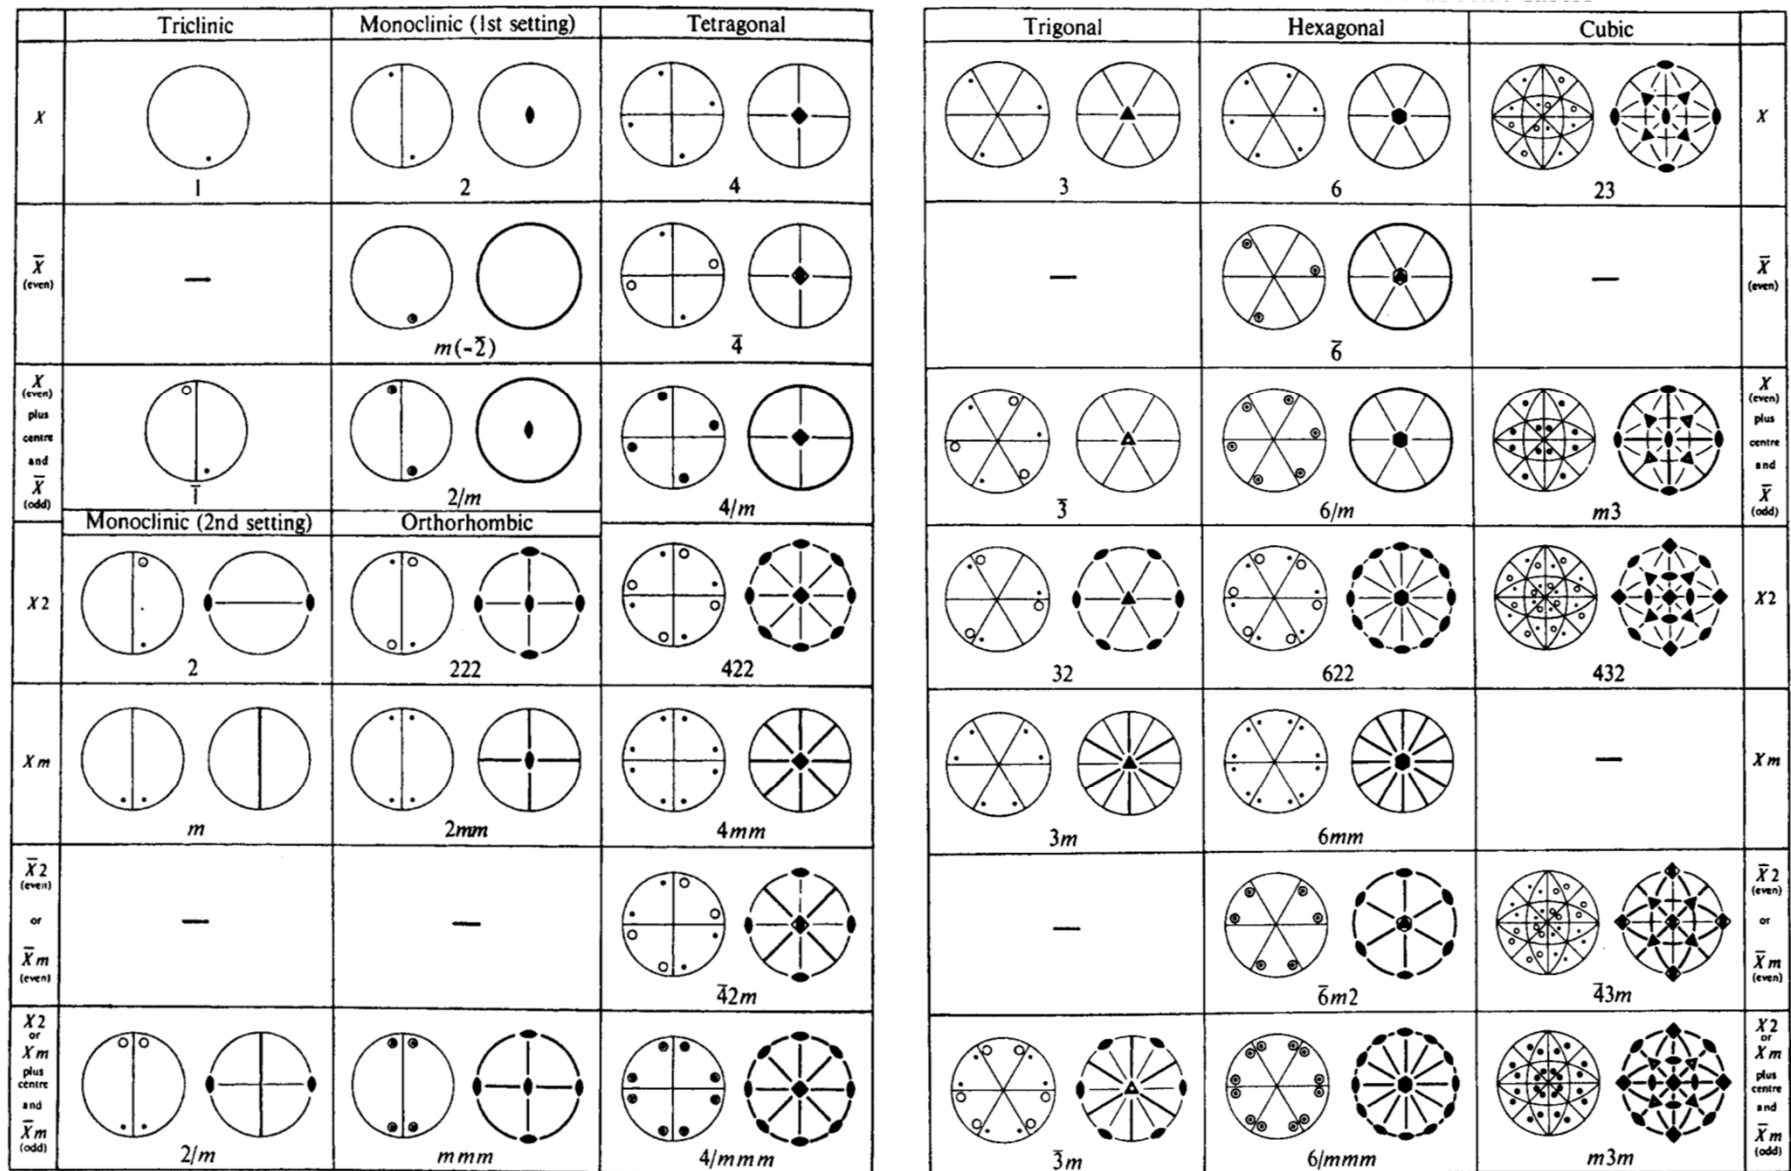 Triclinic Monoclinic (1st setting) Tetragonal
X
1 2 4
X̄
(even)
m(-2̄) 4̄
X
(even)
plus
centre
and
X̄
(odd)
1̄ 2/m 4/m
Monoclinic (2nd setting) Orthorhombic
X2
2 222 422
Xm
m 2mm 4mm
X̄2
(even)
or
X̄m
(even)
4̄2m
X2
or
Xm
plus
centre
and
X̄m
(odd)
2/m mmm 4/mmm
Trigonal Hexagonal Cubic
X
3 6 23
X̄
(even)
6̄
X
(even)
plus
centre
and
X̄
(odd)
3̄ 6/m m3
X2
32 622 432
Xm
3m 6mm
X̄2
(even)
or
X̄m
(even)
6̄m2 4̄3m
X2
or
Xm
plus
centre
and
X̄m
(odd)
3̄m 6/mmm m3m